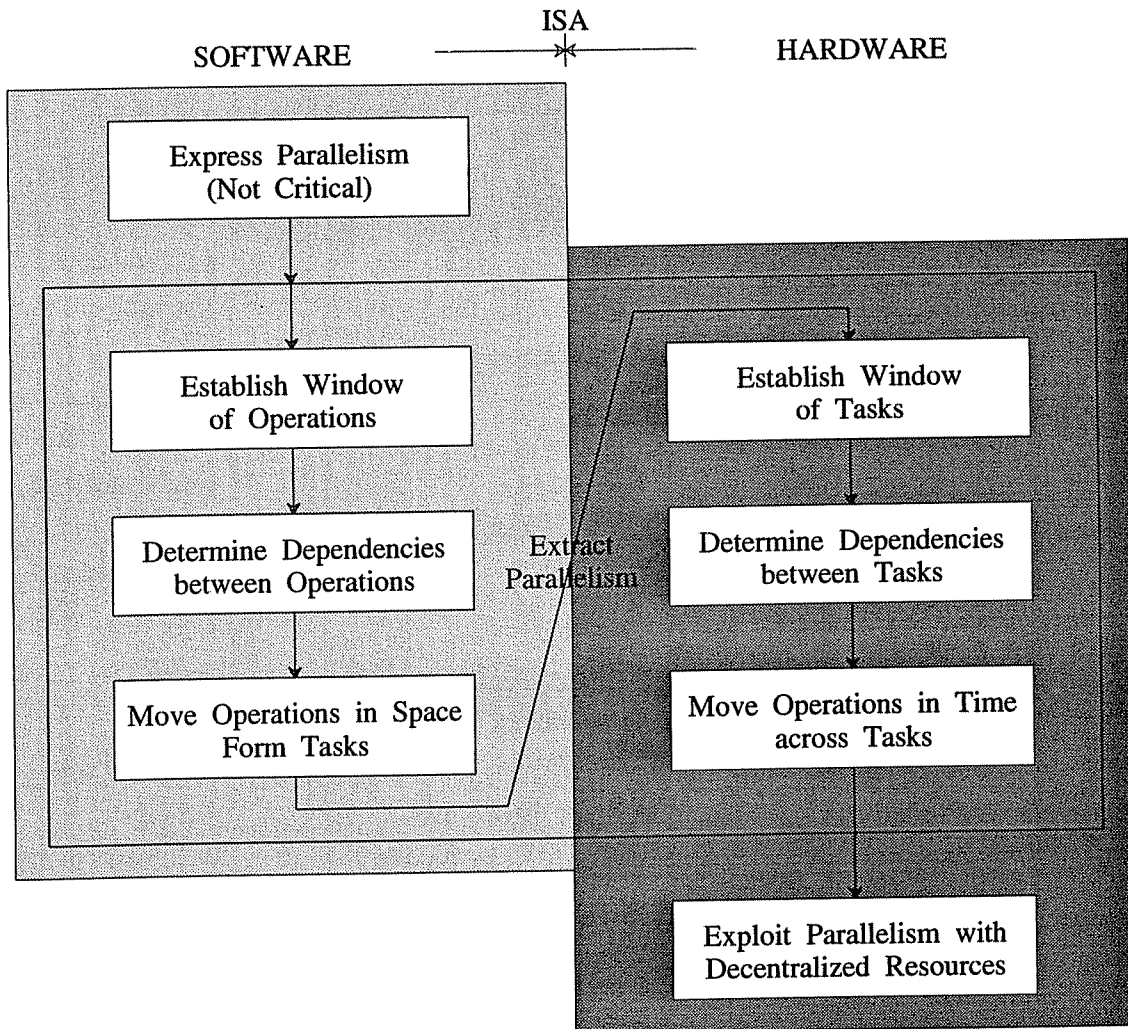 ISA
SOFTWARE
HARDWARE
Express Parallelism
(Not Critical)
Establish Window
of Operations
Determine Dependencies
between Operations
Move Operations in Space
Form Tasks
Extract
Parallelism
Establish Window
of Tasks
Determine Dependencies
between Tasks
Move Operations in Time
across Tasks
Exploit Parallelism with
Decentralized Resources